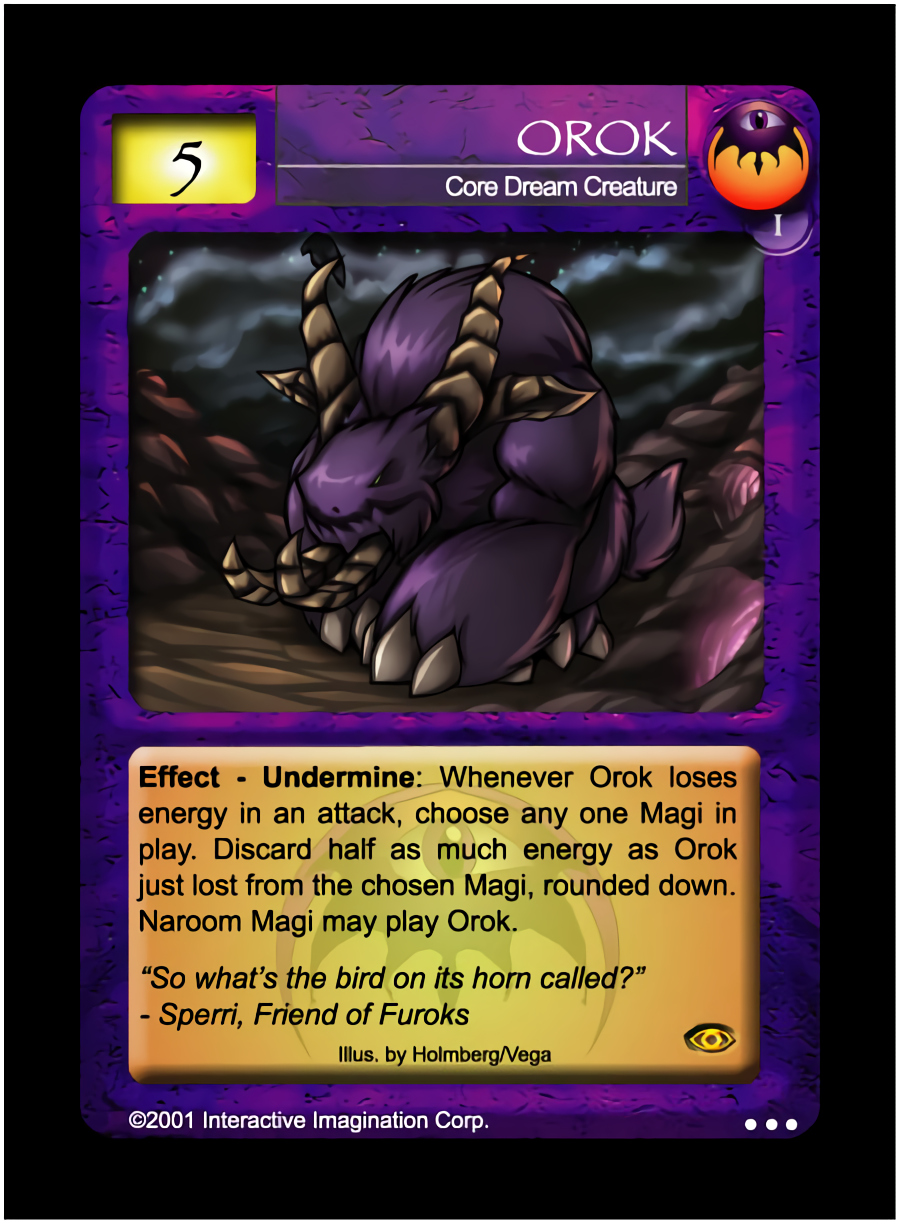 5
OROK
Core Dream Creature
I
Effect - Undermine: Whenever Orok loses
energy in an attack, choose any one Magi in
play. Discard half as much energy as Orok
just lost from the chosen Magi, rounded down.
Naroom Magi may play Orok.
“So what’s the bird on its horn called?”
- Sperri, Friend of Furoks
Illus. by Holmberg/Vega
©2001 Interactive Imagination Corp.